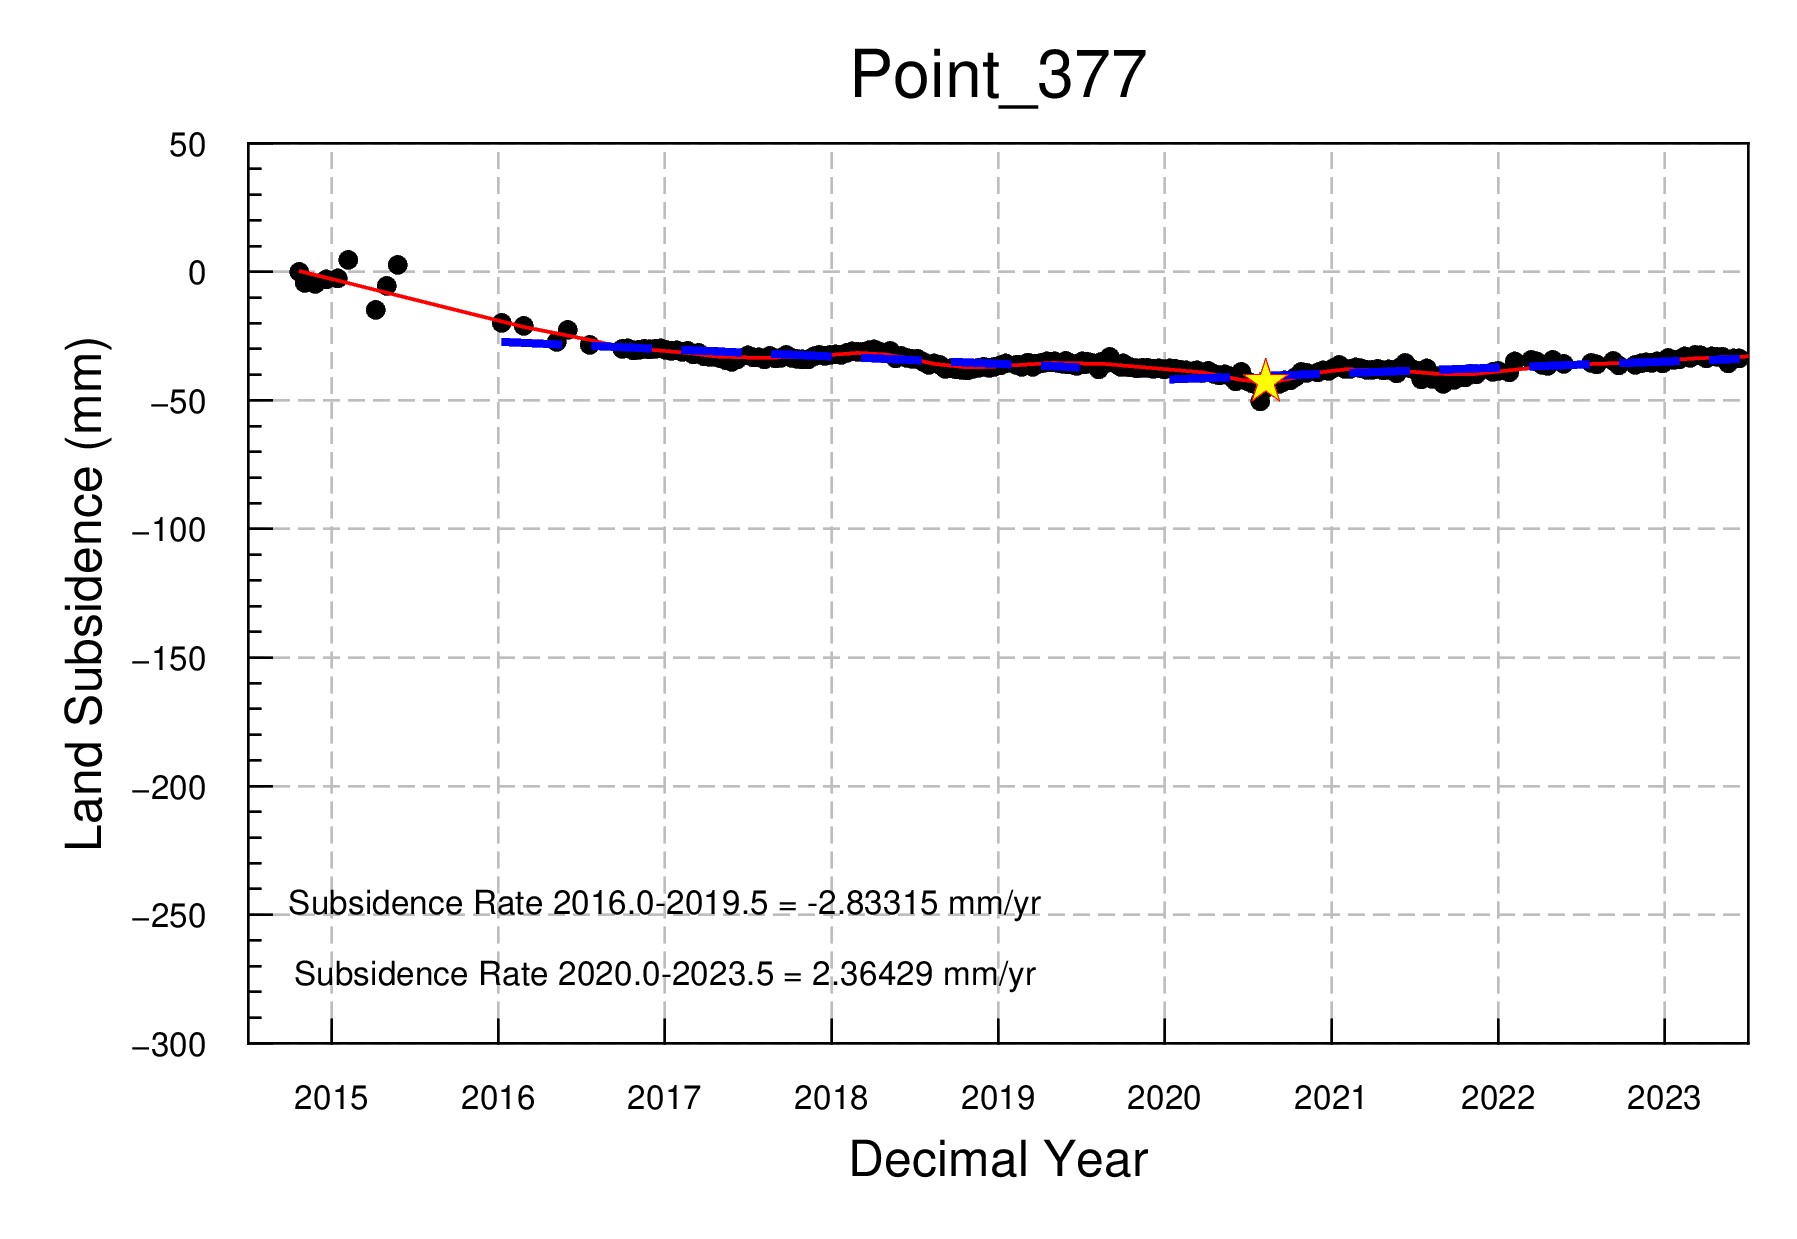 Point_377
50
0
−50
−100
−150
−200
−250
−300
Land Subsidence (mm)
Subsidence Rate 2016.0-2019.5 = -2.83315 mm/yr
Subsidence Rate 2020.0-2023.5 = 2.36429 mm/yr
2015 2016 2017 2018 2019 2020 2021 2022 2023
Decimal Year